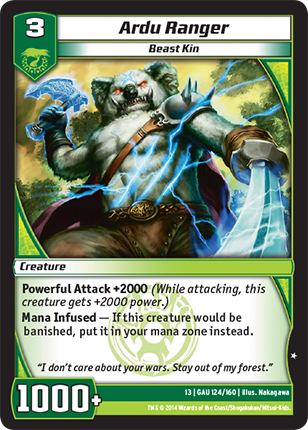 3
Ardu Ranger
Beast Kin
Creature
Powerful Attack +2000 (While attacking, this
creature gets +2000 power.)
Mana Infused — If this creature would be
banished, put it in your mana zone instead.
“I don’t care about your wars. Stay out of my forest.”
13 | GAU 124/160 | Illus. Nakagawa
1000+
TM & © 2014 Wizards of the Coast/Shogakukan/Mitsui-Kids.